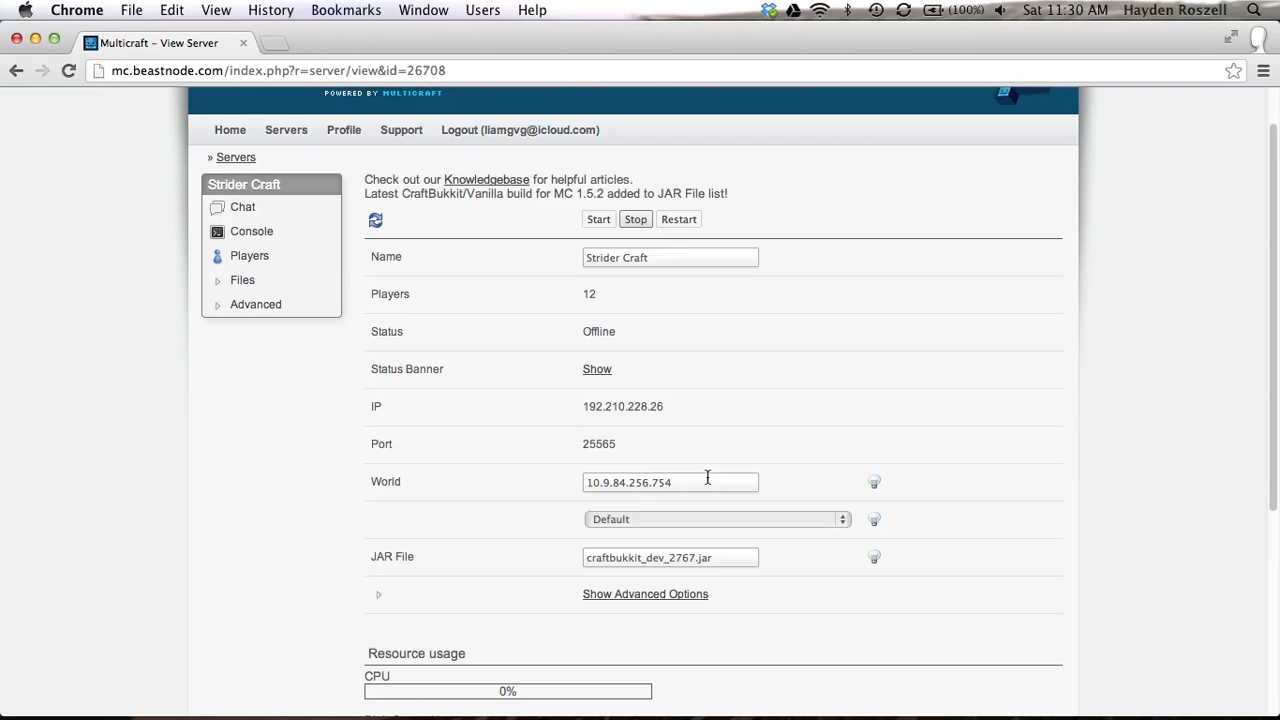 Chrome File Edit View History Bookmarks Window Users Help (100%) Sat 11:30 AM Hayden Roszell
Multicraft – View Server
mc.beastnode.com/index.php?r=server/view&id=26708
POWERED BY MULTICRAFT
Home Servers Profile Support Logout (liamgvg@icloud.com)
» Servers
Strider Craft
Chat
Console
Players
Files
Advanced
Check out our Knowledgebase for helpful articles.
Latest CraftBukkit/Vanilla build for MC 1.5.2 added to JAR File list!
Start Stop Restart
Name Strider Craft
Players 12
Status Offline
Status Banner Show
IP 192.210.228.26
Port 25565
World 10.9.84.256.754
Default
JAR File craftbukkit_dev_2767.jar
Show Advanced Options
Resource usage
CPU
0%